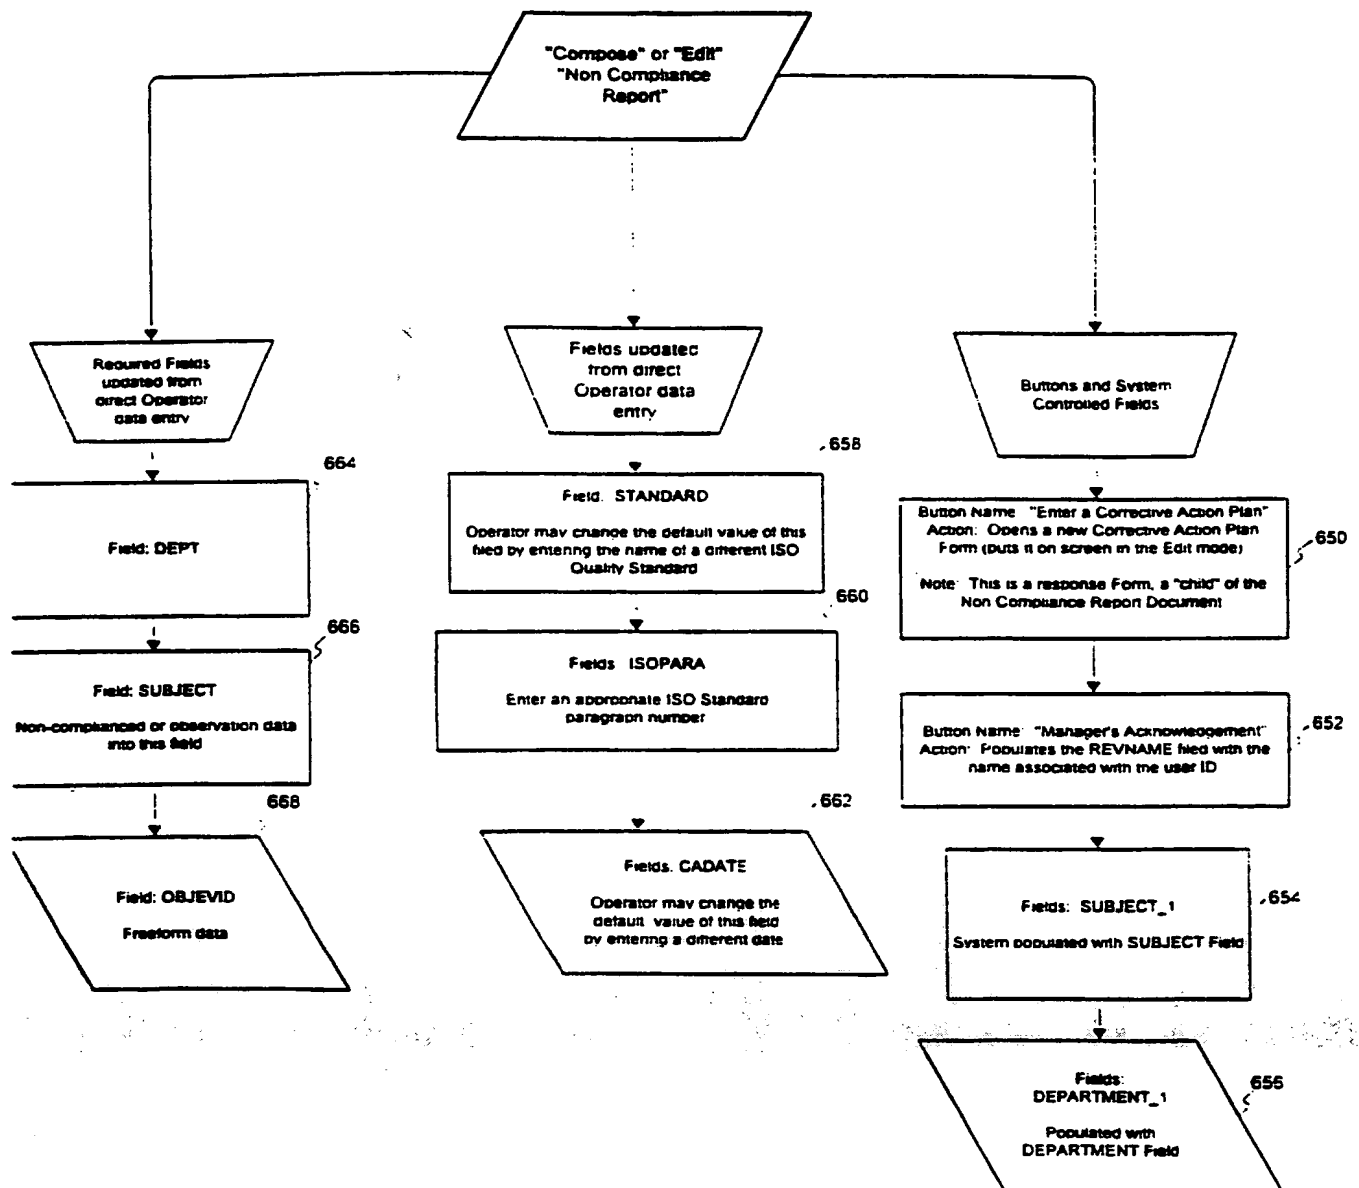 "Compose" or "Edit"
"Non Compliance
Report"
Required Fields
updated from
direct Operator
data entry
664
Field: DEPT
666
Field: SUBJECT
Non-complianced or observation data
into this field
668
Field: OBJEVID
Freeform data
Fields updated
from direct
Operator data
entry
658
Field: STANDARD
Operator may change the default value of this
filed by entering the name of a different ISO
Quality Standard
660
Fields: ISOPARA
Enter an appropriate ISO Standard
paragraph number
662
Fields: CADATE
Operator may change the
default value of this field
by entering a different date
Buttons and System
Controlled Fields
Button Name: "Enter a Corrective Action Plan"
Action: Opens a new Corrective Action Plan
Form (puts it on screen in the Edit mode)
Note: This is a response Form, a "child" of the
Non Compliance Report Document
650
Button Name: "Manager's Acknowledgement"
Action: Populates the REVNAME filed with the
name associated with the user ID
652
Fields: SUBJECT_1
System populated with SUBJECT Field
654
Fields:
DEPARTMENT_1
Populated with
DEPARTMENT Field
656